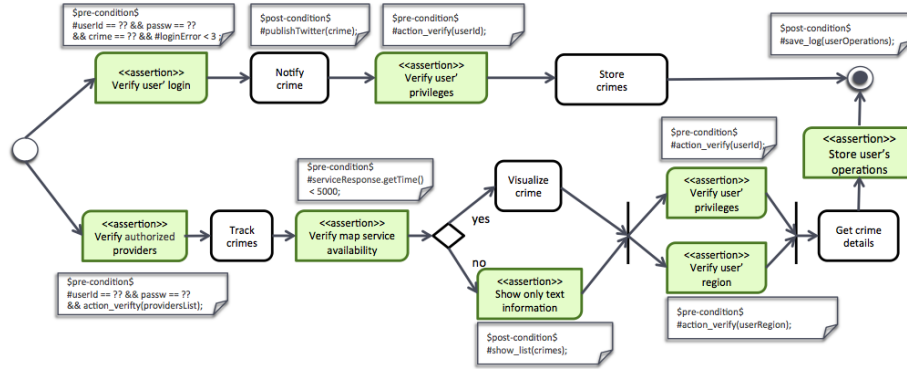 $pre-condition$
#userId == ?? && passw == ??
&& crime == ?? && #loginError < 3 ;
$post-condition$
#publishTwitter(crime);
$pre-condition$
#action_verify(userId);
$post-condition$
#save_log(userOperations);
<<assertion>>
Verify user' login
Notify
crime
<<assertion>>
Verify user'
privileges
Store
crimes
$pre-condition$
#serviceResponse.getTime()
< 5000;
$pre-condition$
#action_verify(userId);
<<assertion>>
Store user's
operations
<<assertion>>
Verify authorized
providers
Track
crimes
<<assertion>>
Verify map service
availability
yes
no
Visualize
crime
<<assertion>>
Show only text
information
<<assertion>>
Verify user'
privileges
<<assertion>>
Verify user'
region
Get crime
details
$pre-condition$
#userId == ?? && passw == ??
&& action_verifty(providersList);
$post-condition$
#show_list(crimes);
$pre-condition$
#action_verify(userRegion);